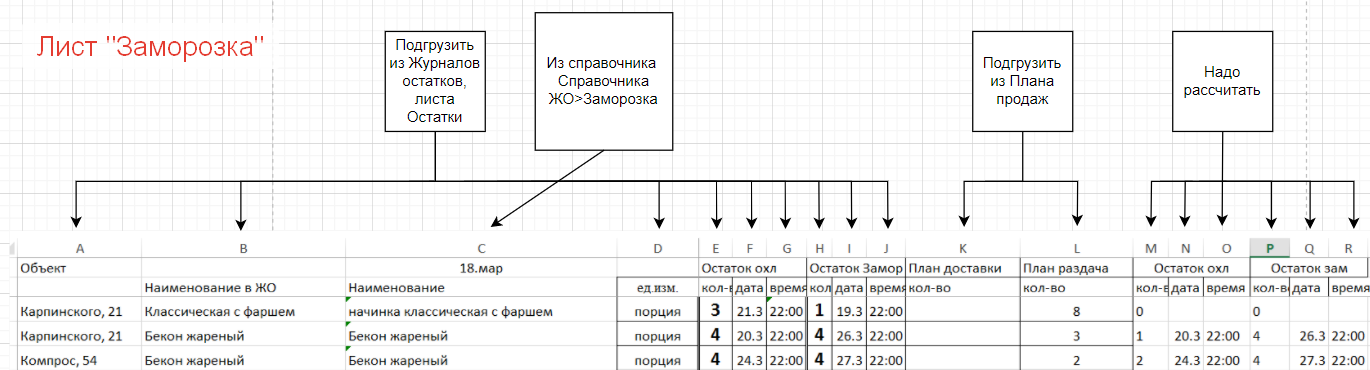 Лист "Заморозка"
Подгрузить
из Журналов
остатков,
листа
Остатки
Из справочника
Справочника
ЖО>Заморозка
Подгрузить
из Плана
продаж
Надо
рассчитать
A B C D E F G H I J K L M N O P Q R
Объект 18.мар Остаток охл Остаток Замор План доставки План раздача Остаток охл Остаток зам
Наименование в ЖО Наименование ед.изм. кол-в дата время кол дата время кол-во кол-во кол-в дата время кол-в дата время
Карпинского, 21 Классическая с фаршем начинка классическая с фаршем порция 3 21.3 22:00 1 19.3 22:00 8 0 0
Карпинского, 21 Бекон жареный Бекон жареный порция 4 20.3 22:00 4 26.3 22:00 3 1 20.3 22:00 4 26.3 22:00
Компрос, 54 Бекон жареный Бекон жареный порция 4 24.3 22:00 4 27.3 22:00 2 2 24.3 22:00 4 27.3 22:00